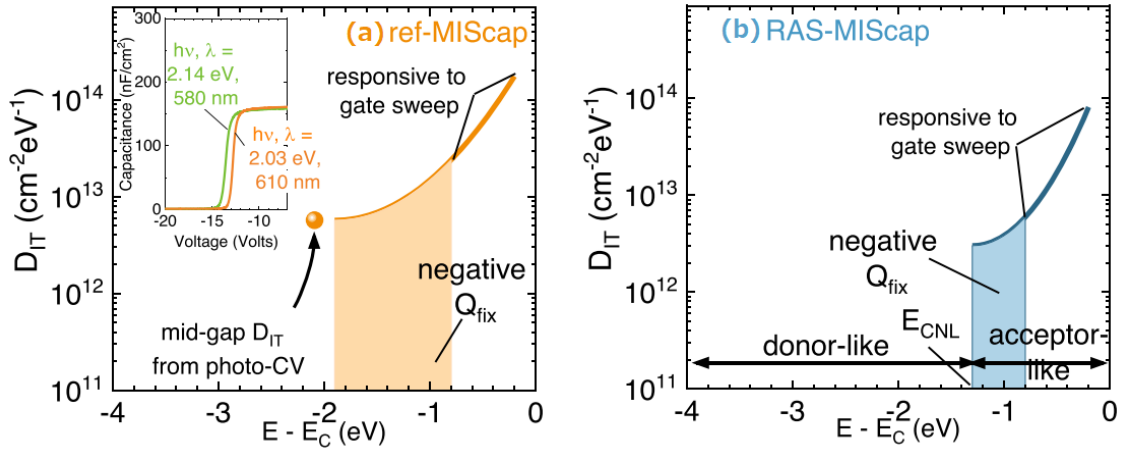 (a) ref-MIScap
300
200
100
0
Capacitance (nF/cm²)
-20
-15
-10
Voltage (Volts)
hν, λ =
2.14 eV,
580 nm
hν, λ =
2.03 eV,
610 nm
responsive to
gate sweep
negative
Q_fix
mid-gap D_IT
from photo-CV
D_IT (cm⁻²eV⁻¹)
10¹⁴
10¹³
10¹²
10¹¹
-4
-3
-2
-1
0
E - E_C (eV)
(b) RAS-MIScap
responsive to
gate sweep
negative
Q_fix
E_CNL
donor-like
acceptor-
like
D_IT (cm⁻²eV⁻¹)
10¹⁴
10¹³
10¹²
10¹¹
-4
-3
-2
-1
0
E - E_C (eV)